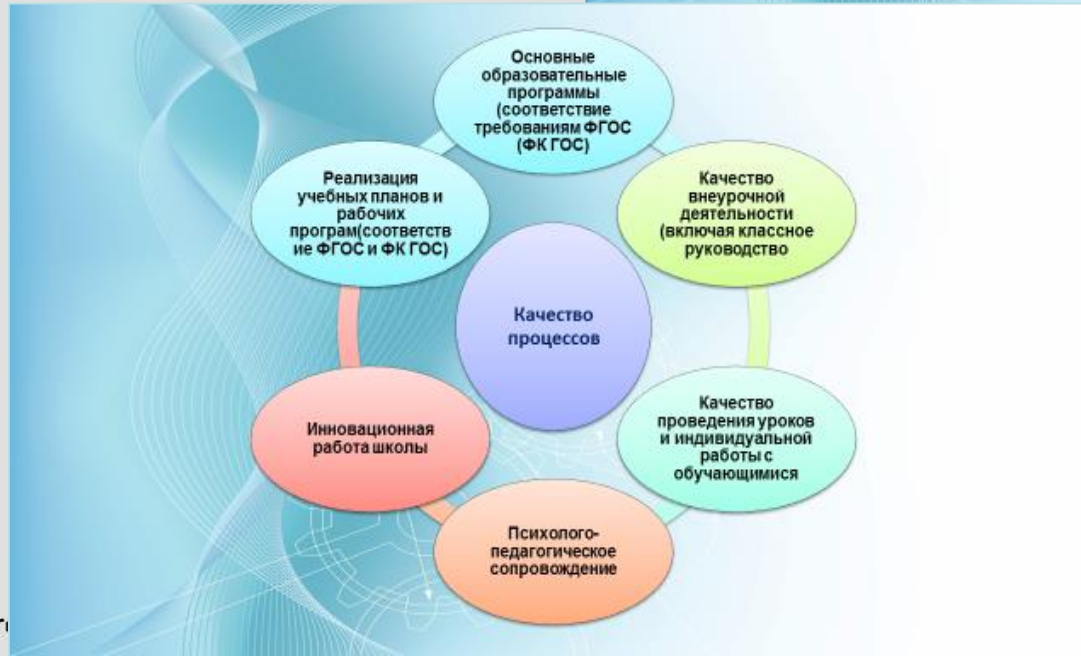 Основные
образовательные
программы
(соответствие
требованиям ФГОС
(ФК ГОС)
Качество
внеурочной
деятельности
(включая классное
руководство
Качество
проведения уроков
и индивидуальной
работы с
обучающимися
Психолого-
педагогическое
сопровождение
Инновационная
работа школы
Реализация
учебных планов и
рабочих
програм(соответств
ие ФГОС и ФК ГОС)
Качество
процессов